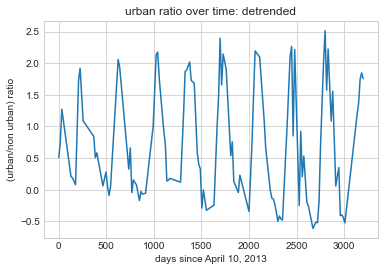 urban ratio over time: detrended
(urban/non urban) ratio
2.5
2.0
1.5
1.0
0.5
0.0
−0.5
0 500 1000 1500 2000 2500 3000
days since April 10, 2013